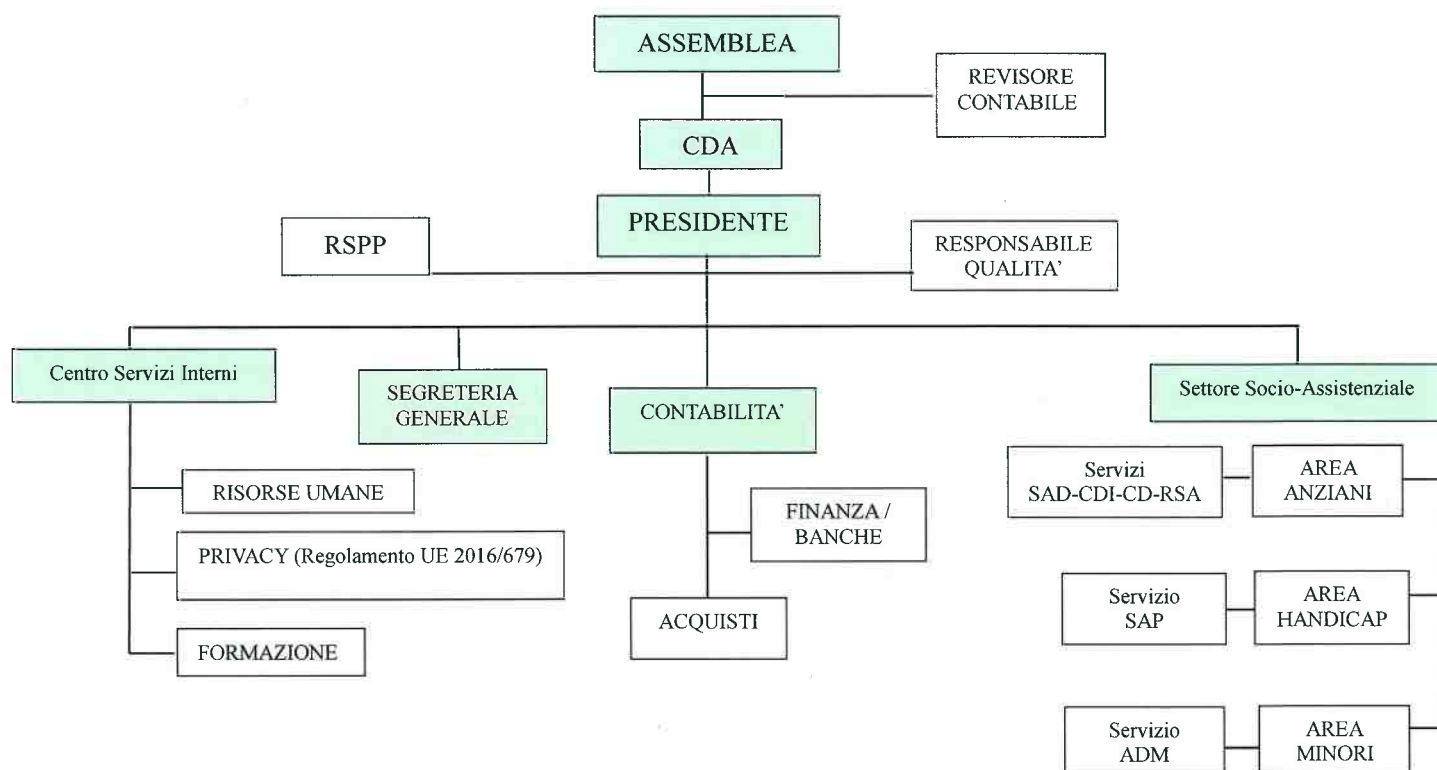 ASSEMBLEA
REVISORE
CONTABILE
CDA
PRESIDENTE
RSPP
RESPONSABILE
QUALITA’
Centro Servizi Interni
SEGRETERIA
GENERALE
CONTABILITA’
Settore Socio-Assistenziale
RISORSE UMANE
PRIVACY (Regolamento UE 2016/679)
FORMAZIONE
FINANZA /
BANCHE
ACQUISTI
Servizi
SAD-CDI-CD-RSA
AREA
ANZIANI
Servizio
SAP
AREA
HANDICAP
Servizio
ADM
AREA
MINORI